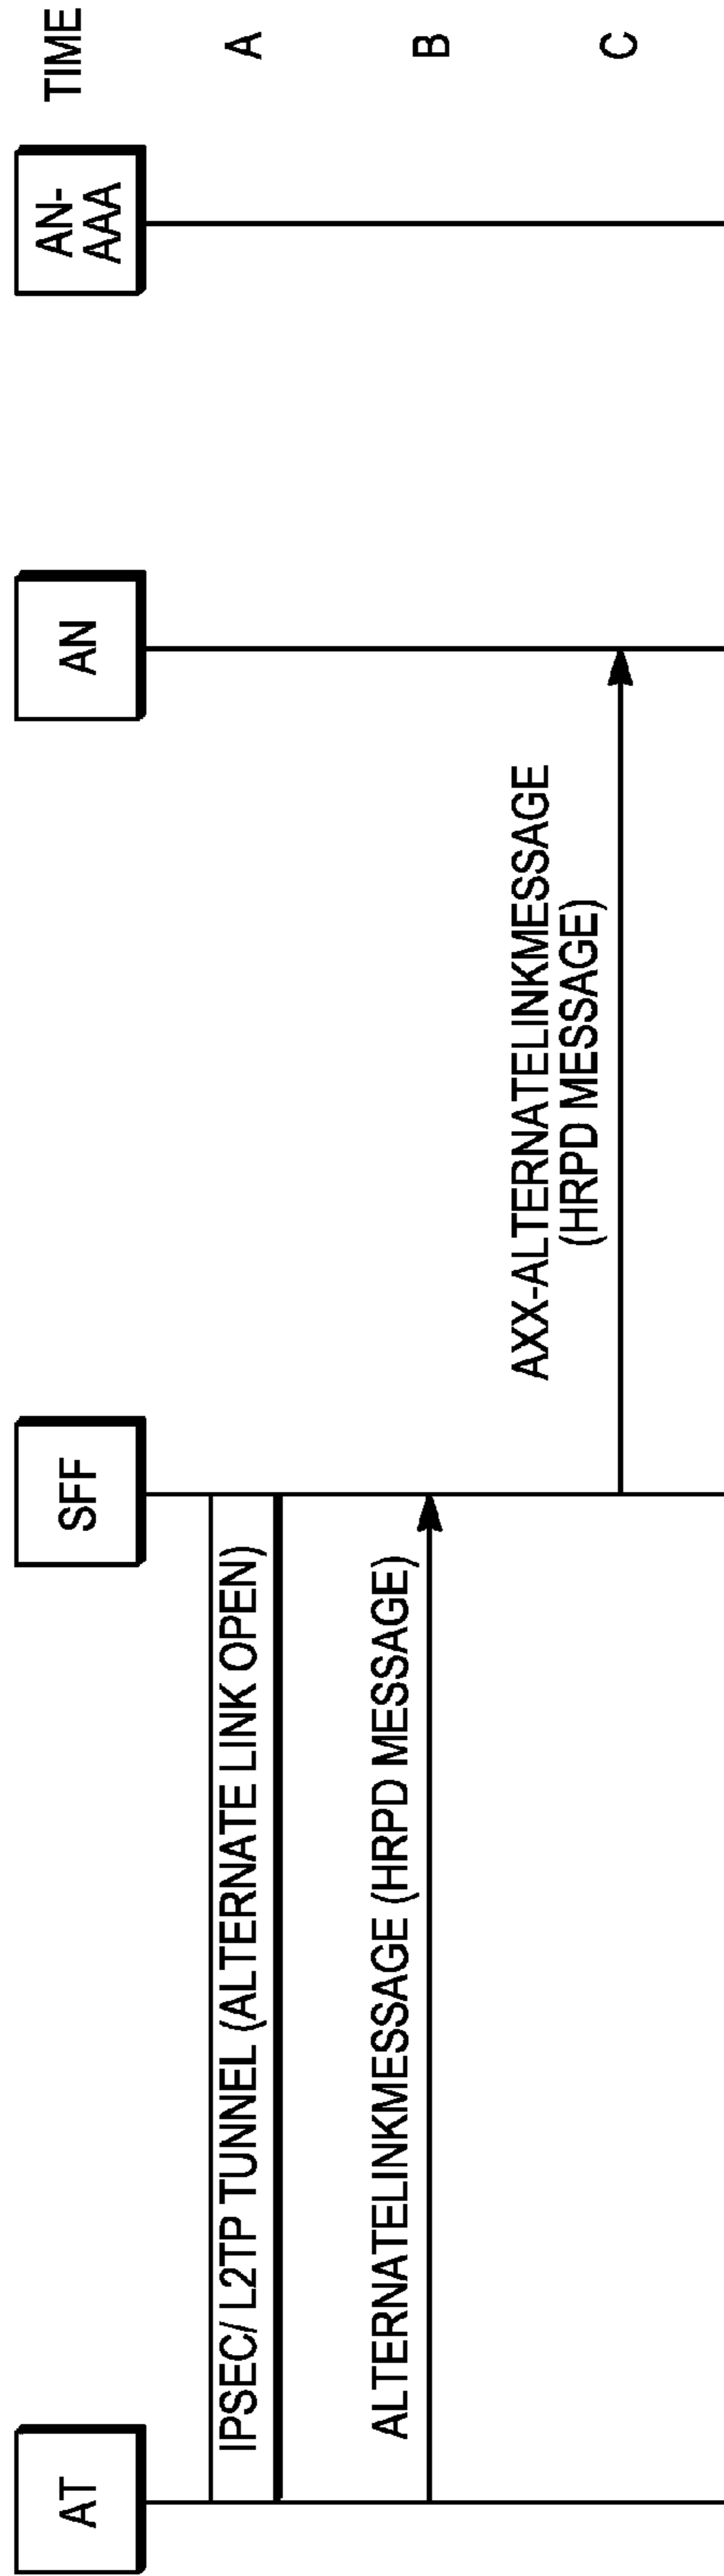 AT
SFF
AN
AN-
AAA
TIME
IPSEC/ L2TP TUNNEL (ALTERNATE LINK OPEN)
A
ALTERNATELINKMESSAGE (HRPD MESSAGE)
B
AXX-ALTERNATELINKMESSAGE
(HRPD MESSAGE)
C